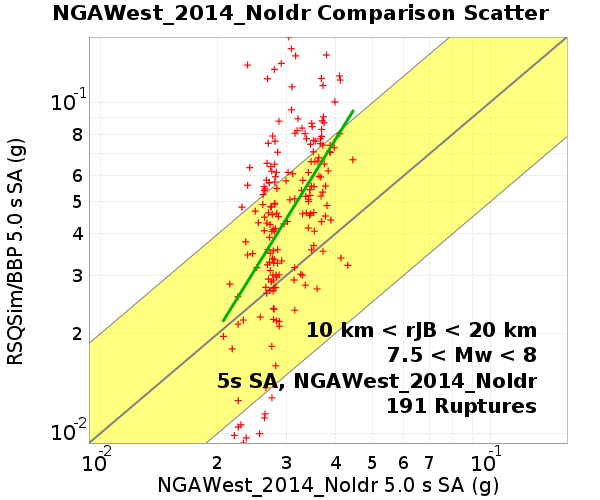 NGAWest_2014_NoIdr Comparison Scatter
RSQSim/BBP 5.0 s SA (g)
10-1
8
6
5
4
3
2
10-2
10 km < rJB < 20 km
7.5 < Mw < 8
5s SA, NGAWest_2014_NoIdr
191 Ruptures
10-2 2 3 4 5 6 7 10-1
NGAWest_2014_NoIdr 5.0 s SA (g)